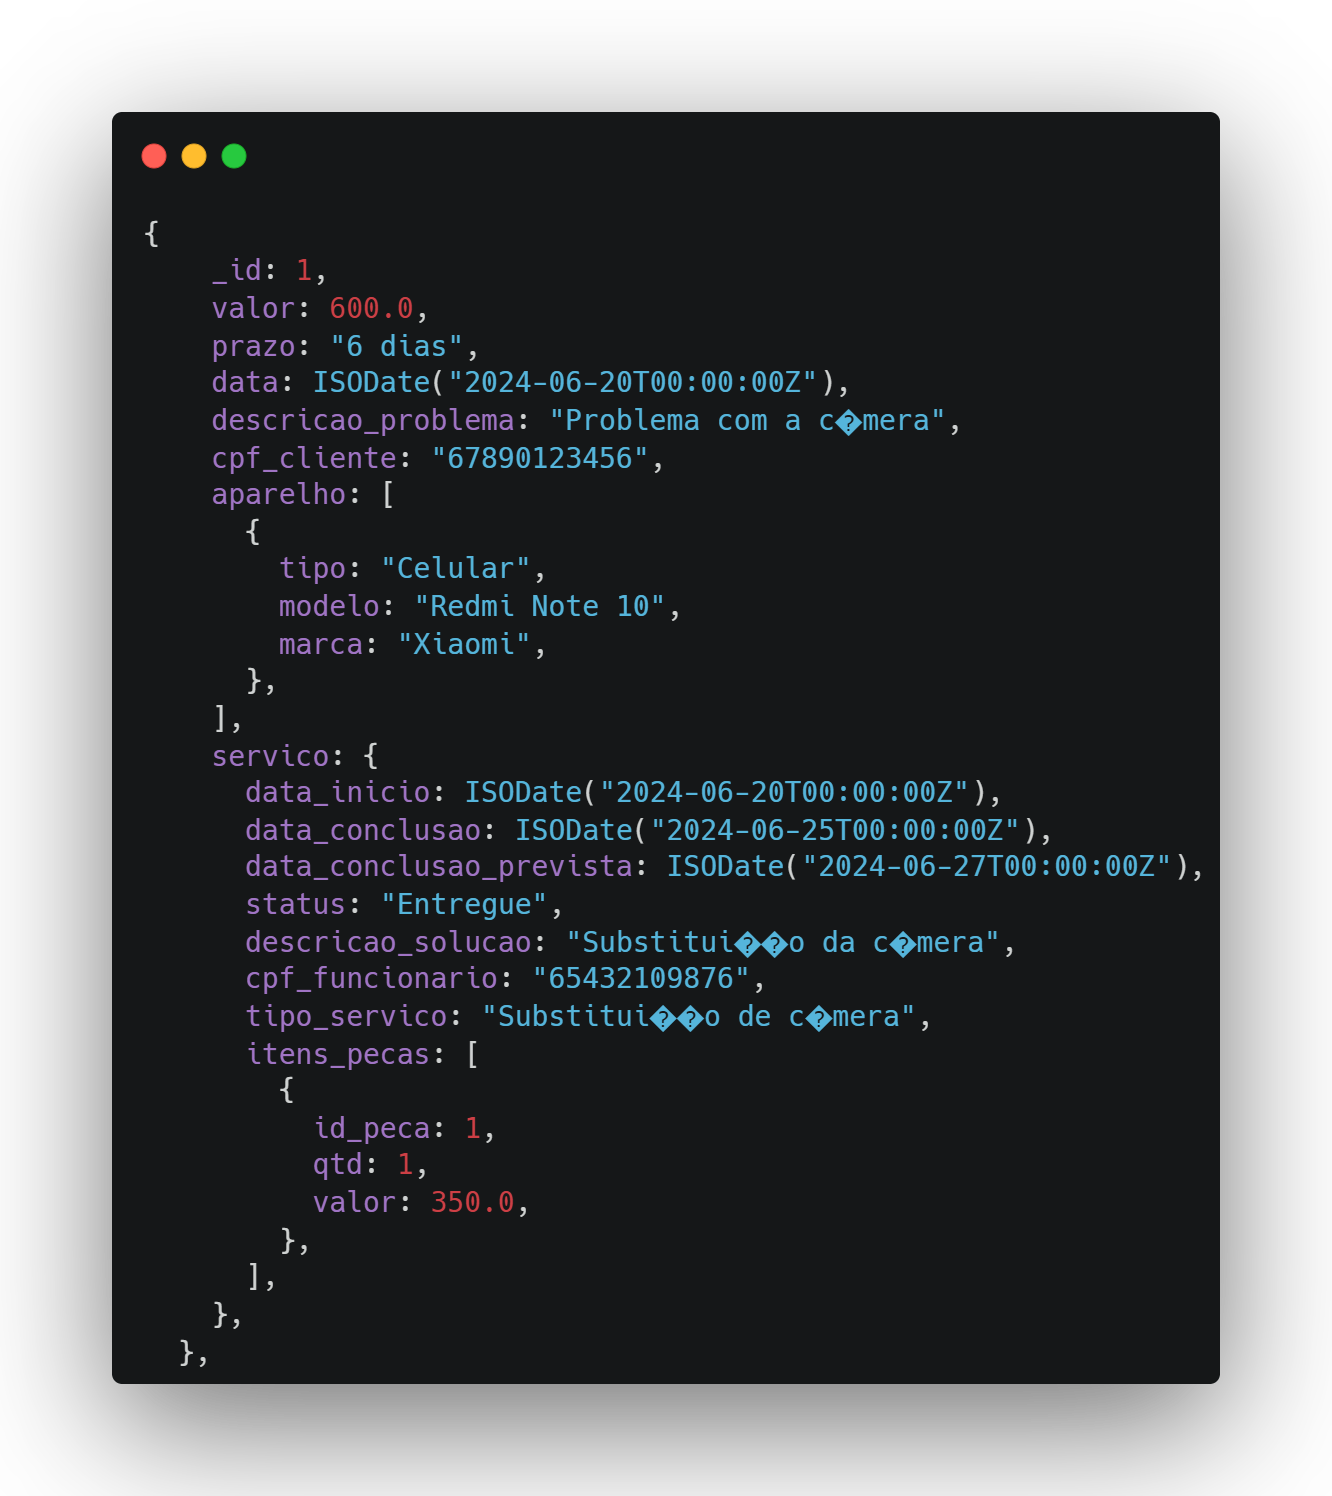 {
    _id: 1,
    valor: 600.0,
    prazo: "6 dias",
    data: ISODate("2024-06-20T00:00:00Z"),
    descricao_problema: "Problema com a c�mera",
    cpf_cliente: "67890123456",
    aparelho: [
      {
        tipo: "Celular",
        modelo: "Redmi Note 10",
        marca: "Xiaomi",
      },
    ],
    servico: {
      data_inicio: ISODate("2024-06-20T00:00:00Z"),
      data_conclusao: ISODate("2024-06-25T00:00:00Z"),
      data_conclusao_prevista: ISODate("2024-06-27T00:00:00Z"),
      status: "Entregue",
      descricao_solucao: "Substitui��o da c�mera",
      cpf_funcionario: "65432109876",
      tipo_servico: "Substitui��o de c�mera",
      itens_pecas: [
        {
          id_peca: 1,
          qtd: 1,
          valor: 350.0,
        },
      ],
    },
  },